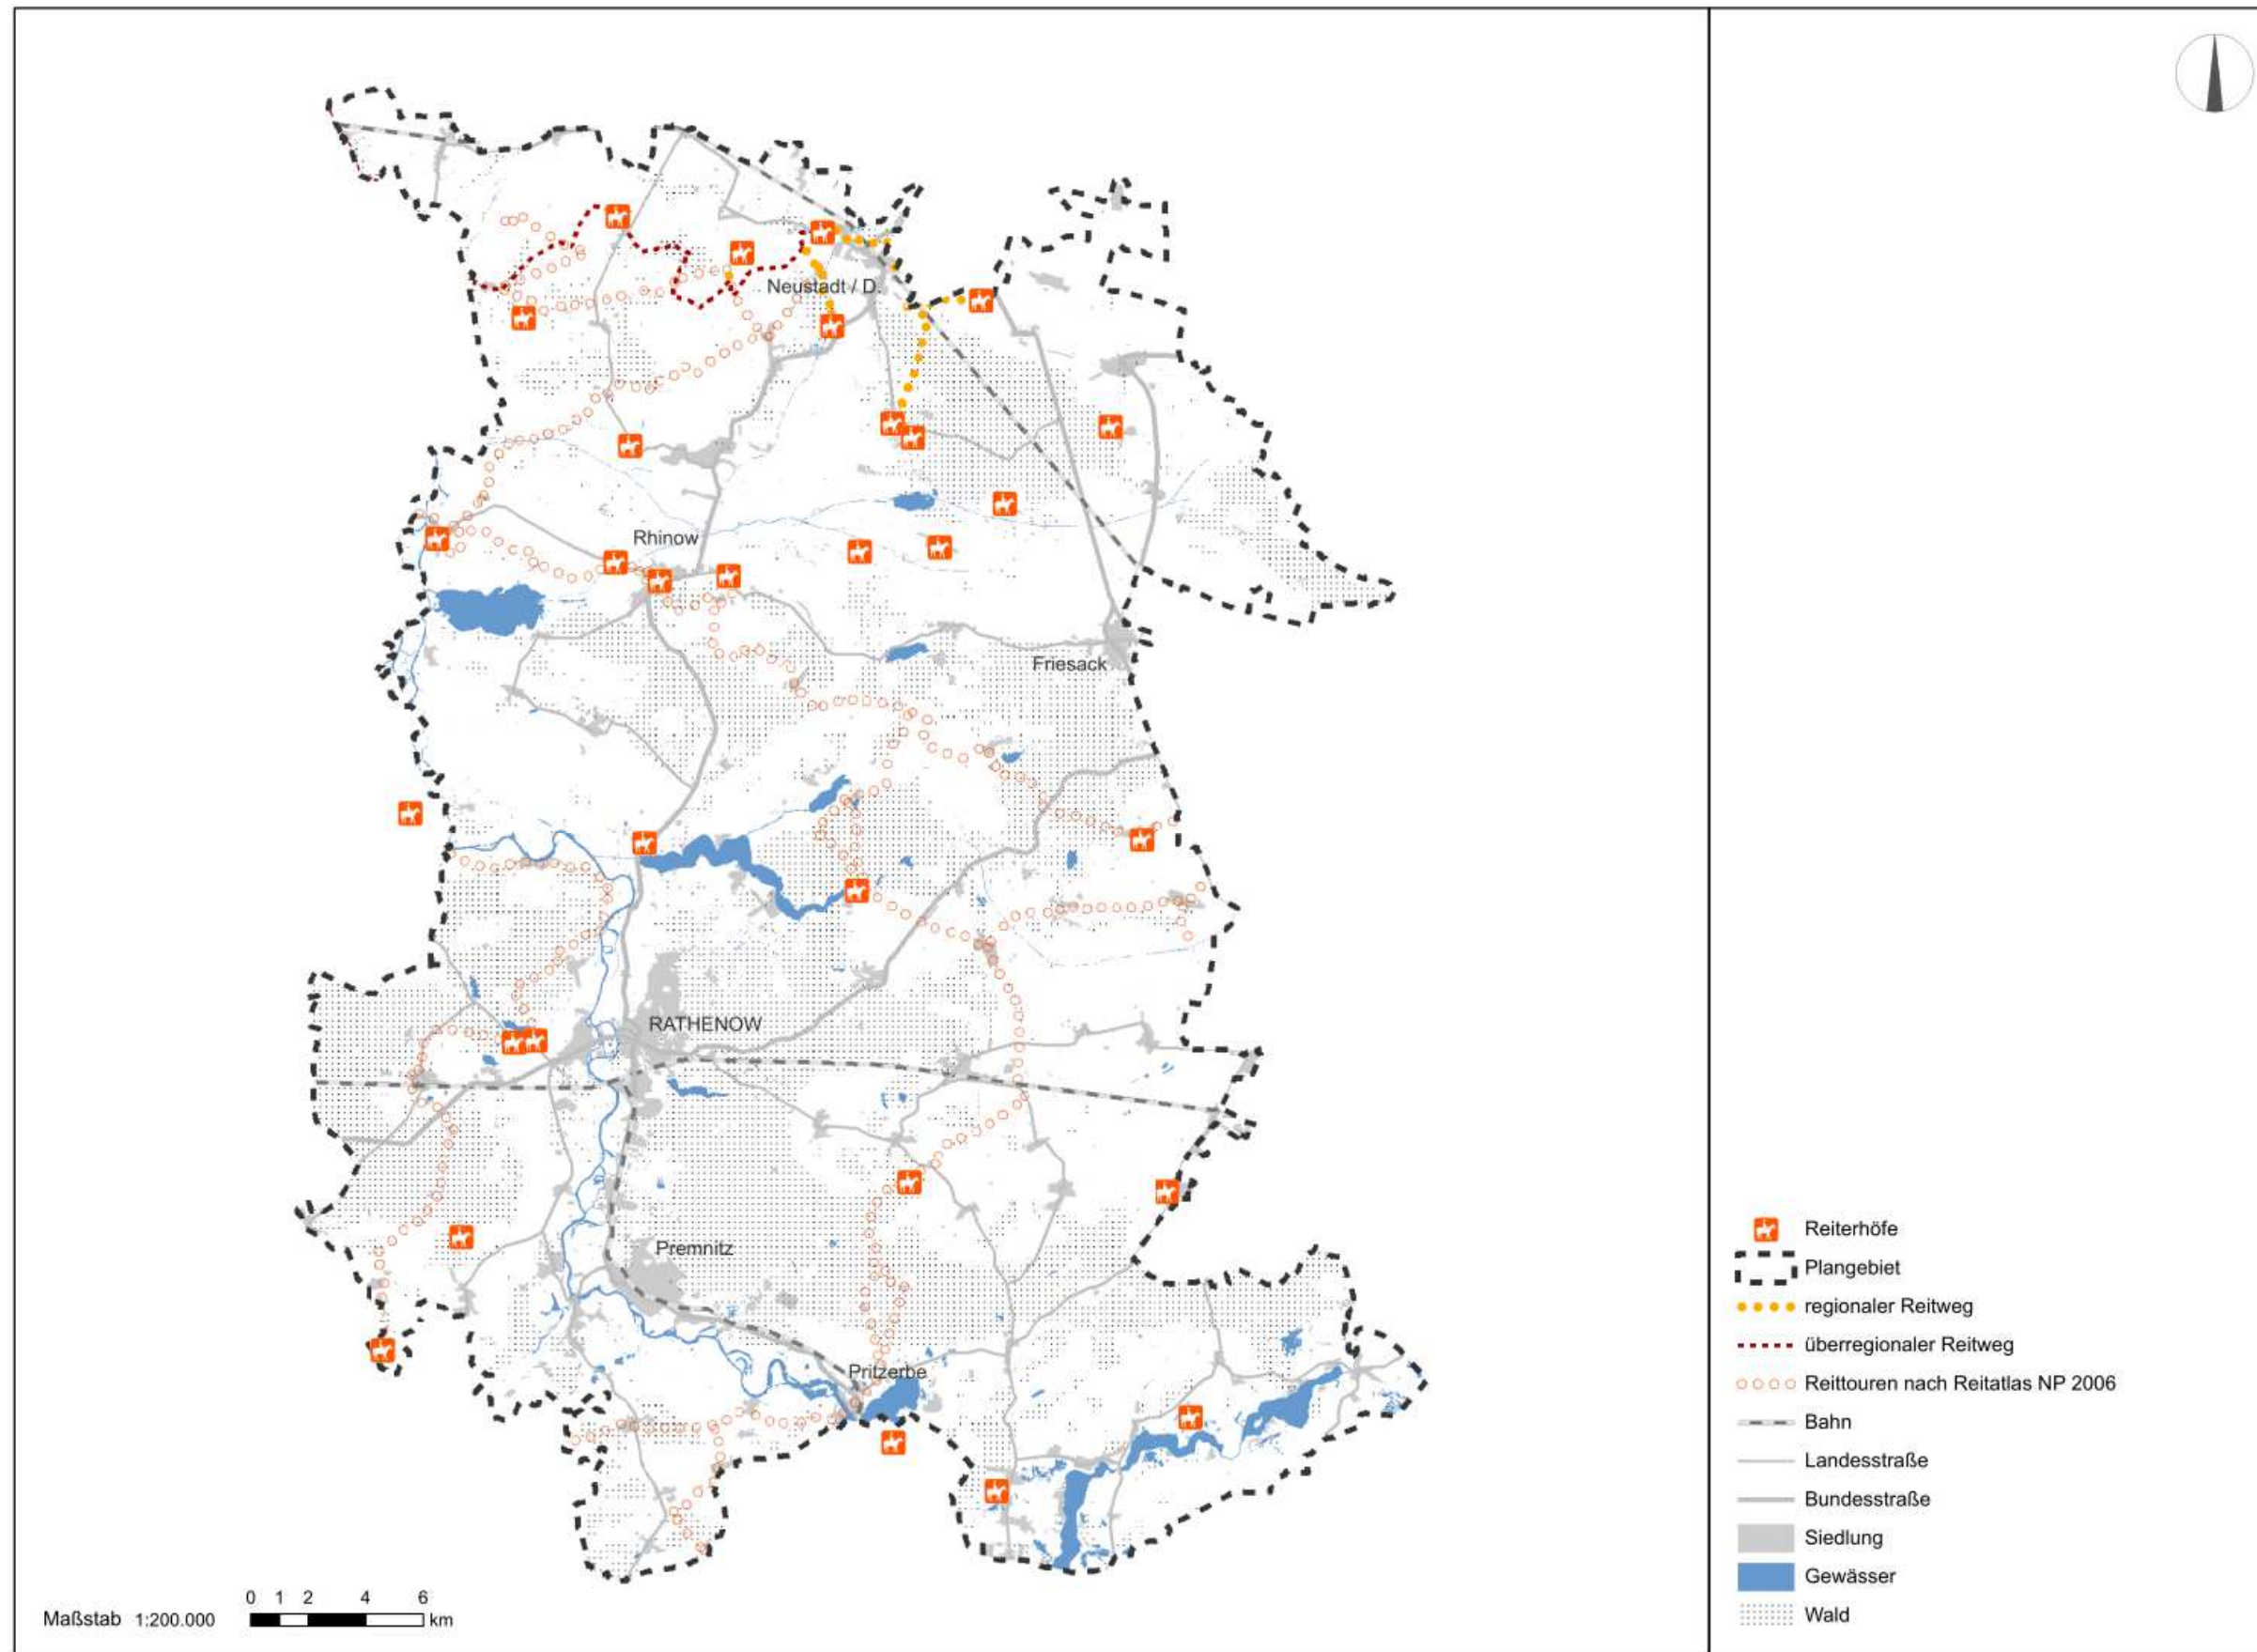 Neustadt / D.
Rhinow
Friesack
RATHENOW
Premnitz
Pritzerbe
Maßstab 1:200.000
0 1 2 4 6
km
Reiterhöfe
Plangebiet
regionaler Reitweg
überregionaler Reitweg
Reittouren nach Reitatlas NP 2006
Bahn
Landesstraße
Bundesstraße
Siedlung
Gewässer
Wald